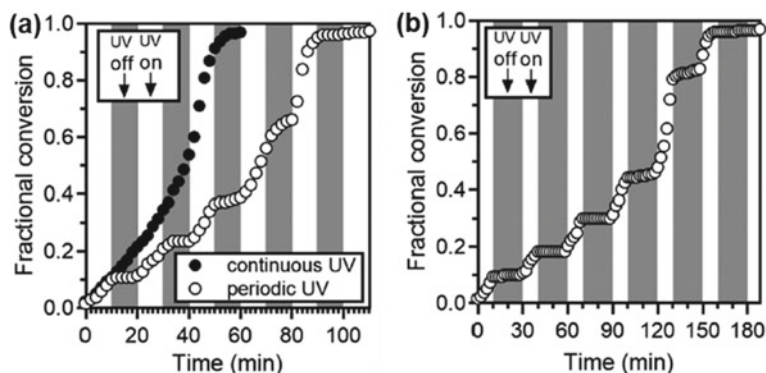 (a)
1.0
0.8
0.6
0.4
0.2
0.0
Fractional conversion
UV UV
off on
continuous UV
periodic UV
0 20 40 60 80 100
Time (min)
(b)
1.0
0.8
0.6
0.4
0.2
0.0
Fractional conversion
UV UV
off on
0 30 60 90 120 150 180
Time (min)